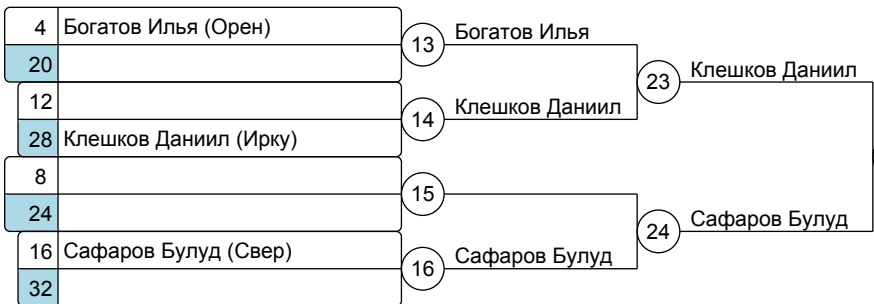 4 Богатов Илья (Орен)
20
12
28 Клешков Даниил (Ирку)
8
24
16 Сафаров Булуд (Свер)
32
13 Богатов Илья
14 Клешков Даниил
15
16 Сафаров Булуд
23 Клешков Даниил
24 Сафаров Булуд